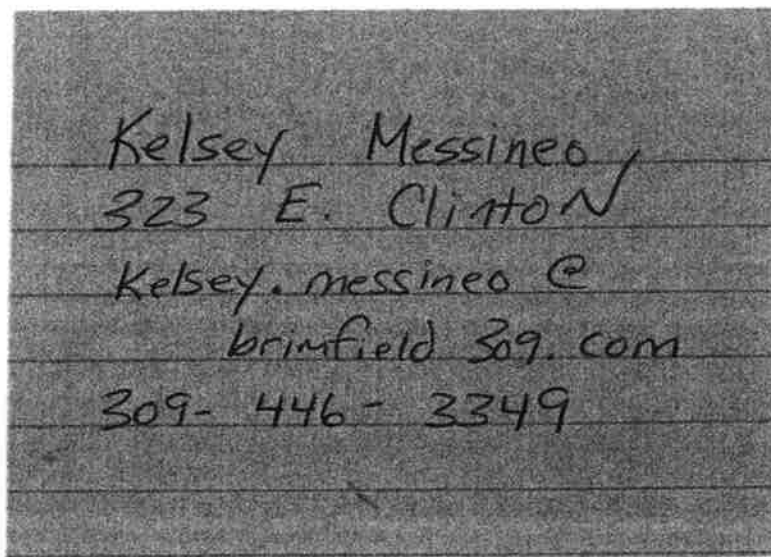 Kelsey Messineo
323 E. Clinton
Kelsey.messineo @
brimfield 309.com
309- 446- 3349